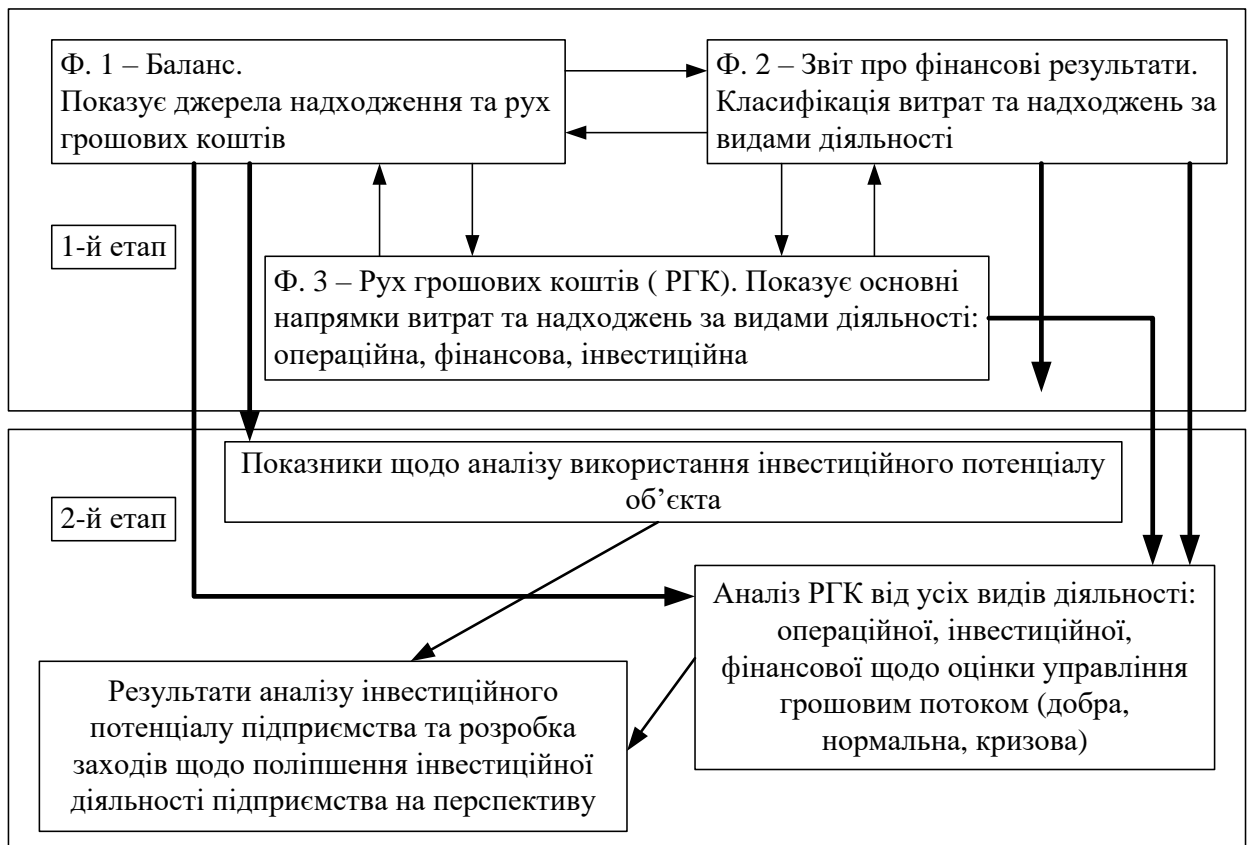 Ф. 1 – Баланс.
Показує джерела надходження та рух
грошових коштів
Ф. 2 – Звіт про фінансові результати.
Класифікація витрат та надходжень за
видами діяльності
1-й етап
Ф. 3 – Рух грошових коштів ( РГК). Показує основні
напрямки витрат та надходжень за видами діяльності:
операційна, фінансова, інвестиційна
Показники щодо аналізу використання інвестиційного потенціалу
об’єкта
2-й етап
Аналіз РГК від усіх видів діяльності:
операційної, інвестиційної,
фінансової щодо оцінки управління
грошовим потоком (добра,
нормальна, кризова)
Результати аналізу інвестиційного
потенціалу підприємства та розробка
заходів щодо поліпшення інвестиційної
діяльності підприємства на перспективу